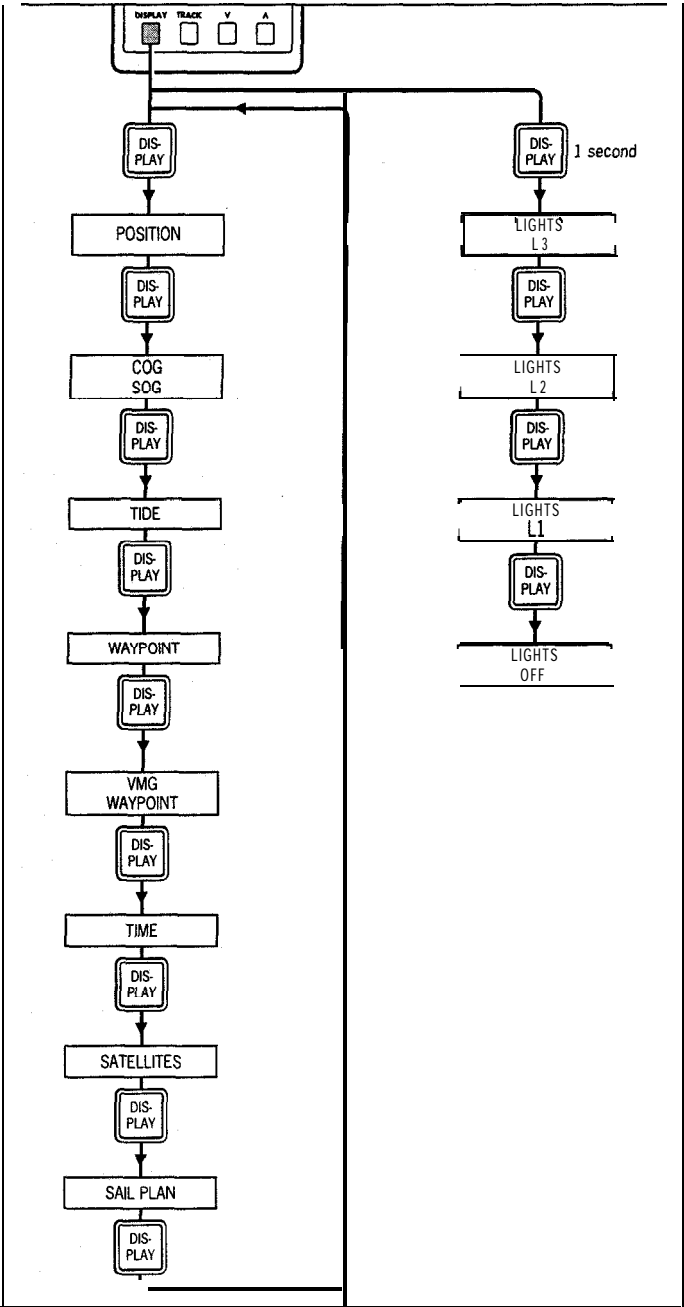 DISPLAY TRACK V Λ
DIS-
PLAY
POSITION
DIS-
PLAY
COG
SOG
DIS-
PLAY
TIDE
DIS-
PLAY
WAYPOINT
DIS-
PLAY
VMG
WAYPOINT
DIS-
PLAY
TIME
DIS-
PLAY
SATELLITES
DIS-
PLAY
SAIL PLAN
DIS-
PLAY
DIS-
PLAY
1 second
LIGHTS
L3
DIS-
PLAY
LIGHTS
L2
DIS-
PLAY
LIGHTS
L1
DIS-
PLAY
LIGHTS
OFF